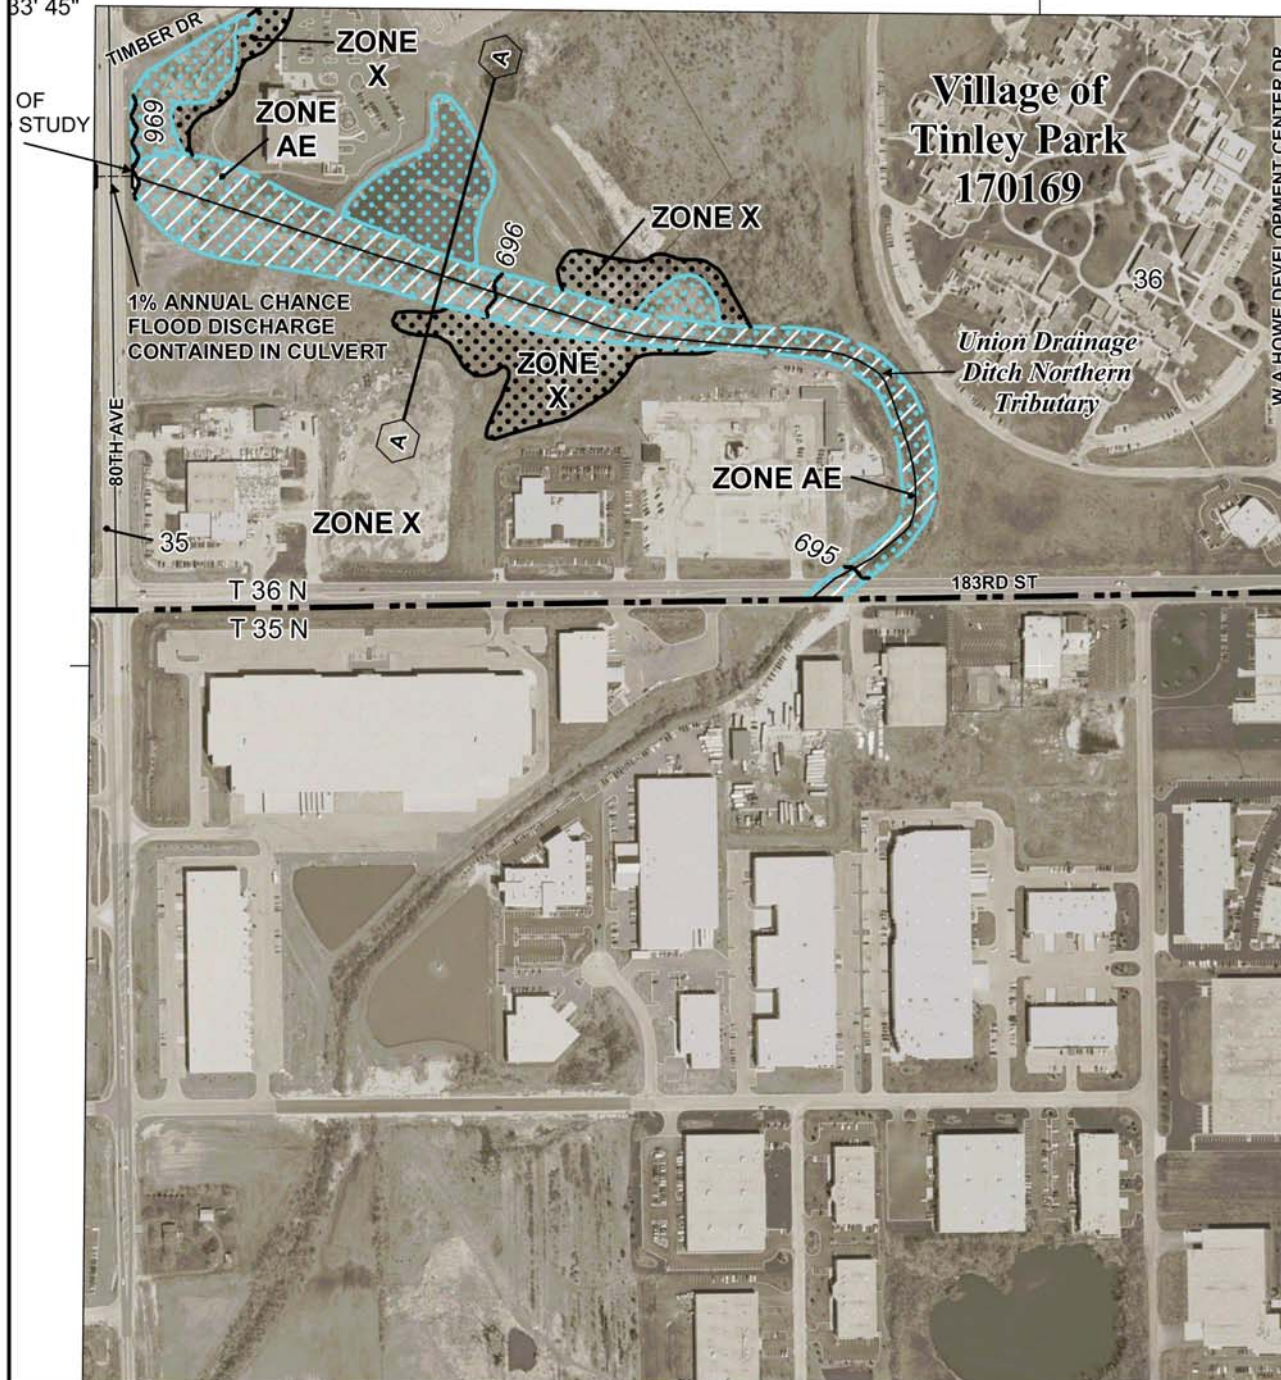 33' 45"
TIMBER DR
ZONE
X
A
OF
STUDY
969
ZONE
AE
Village of
Tinley Park
170169
W A HOWE DEVELOPMENT CENTER DR
ZONE X
696
36
1% ANNUAL CHANCE
FLOOD DISCHARGE
CONTAINED IN CULVERT
ZONE
X
Union Drainage
Ditch Northern
Tributary
80TH AVE
A
ZONE AE
ZONE X
35
695
T 36 N
183RD ST
T 35 N